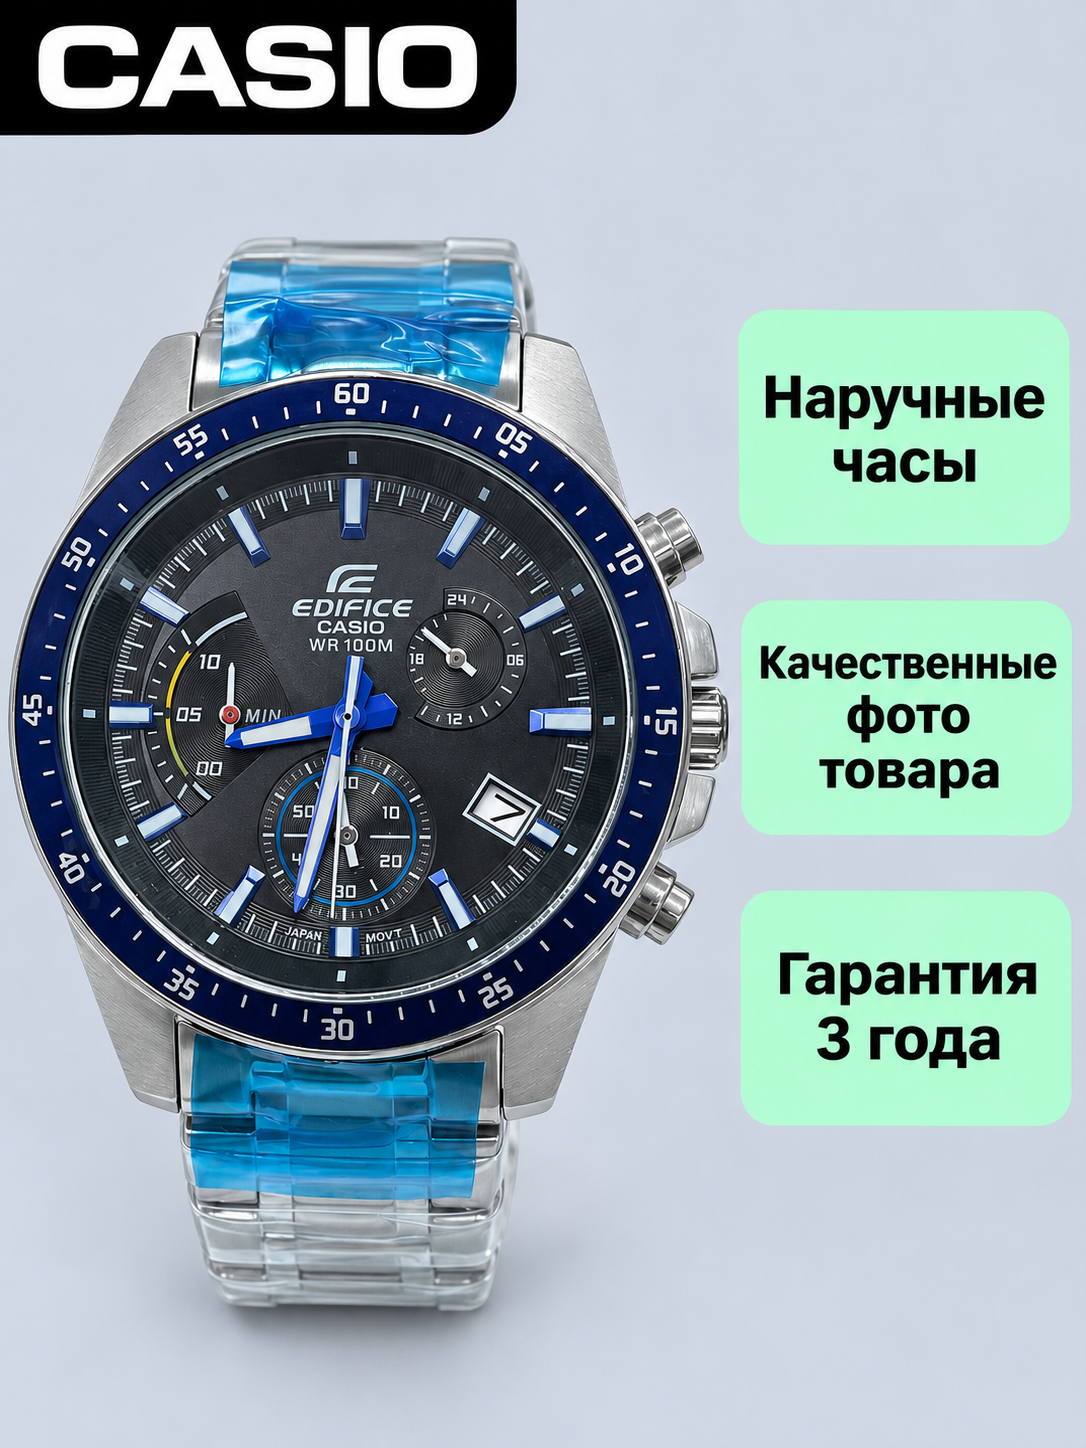 CASIO
Наручные
часы
Качественные
фото
товара
Гарантия
3 года
60
05
10
15
20
25
30
35
40
45
50
55
EDIFICE
CASIO
WR 100M
24
06
12
18
10
05
MIN
00
10
20
30
50
7
JAPAN MOV'T